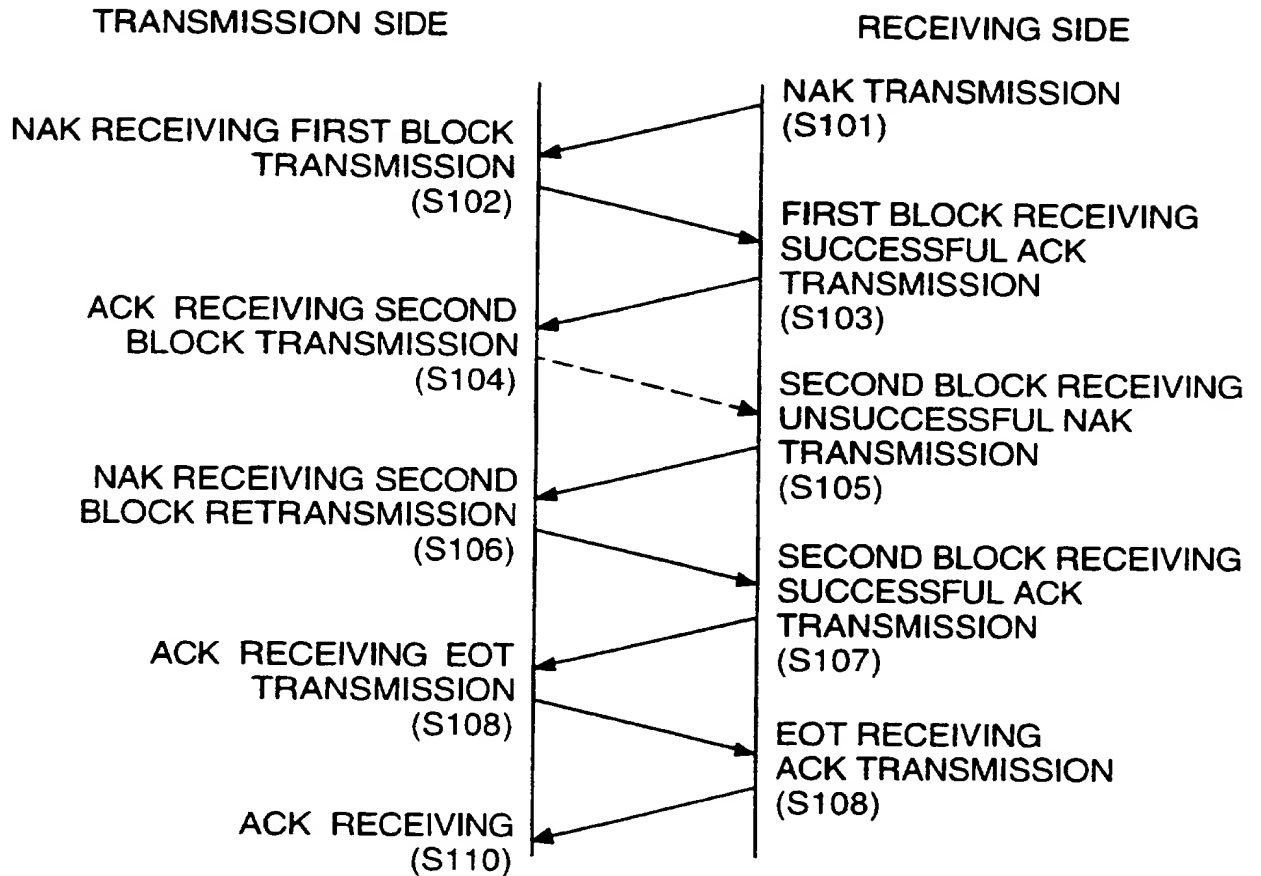 TRANSMISSION SIDE
RECEIVING SIDE
NAK TRANSMISSION
(S101)
NAK RECEIVING FIRST BLOCK
TRANSMISSION
(S102)
FIRST BLOCK RECEIVING
SUCCESSFUL ACK
TRANSMISSION
(S103)
ACK RECEIVING SECOND
BLOCK TRANSMISSION
(S104)
SECOND BLOCK RECEIVING
UNSUCCESSFUL NAK
TRANSMISSION
(S105)
NAK RECEIVING SECOND
BLOCK RETRANSMISSION
(S106)
SECOND BLOCK RECEIVING
SUCCESSFUL ACK
TRANSMISSION
(S107)
ACK RECEIVING EOT
TRANSMISSION
(S108)
EOT RECEIVING
ACK TRANSMISSION
(S108)
ACK RECEIVING
(S110)